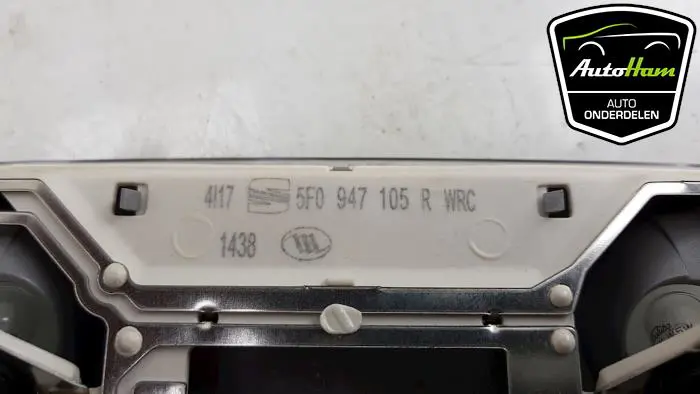 AutoHam
AUTO
ONDERDELEN
4I17 5F0 947 105 R WRC
1438